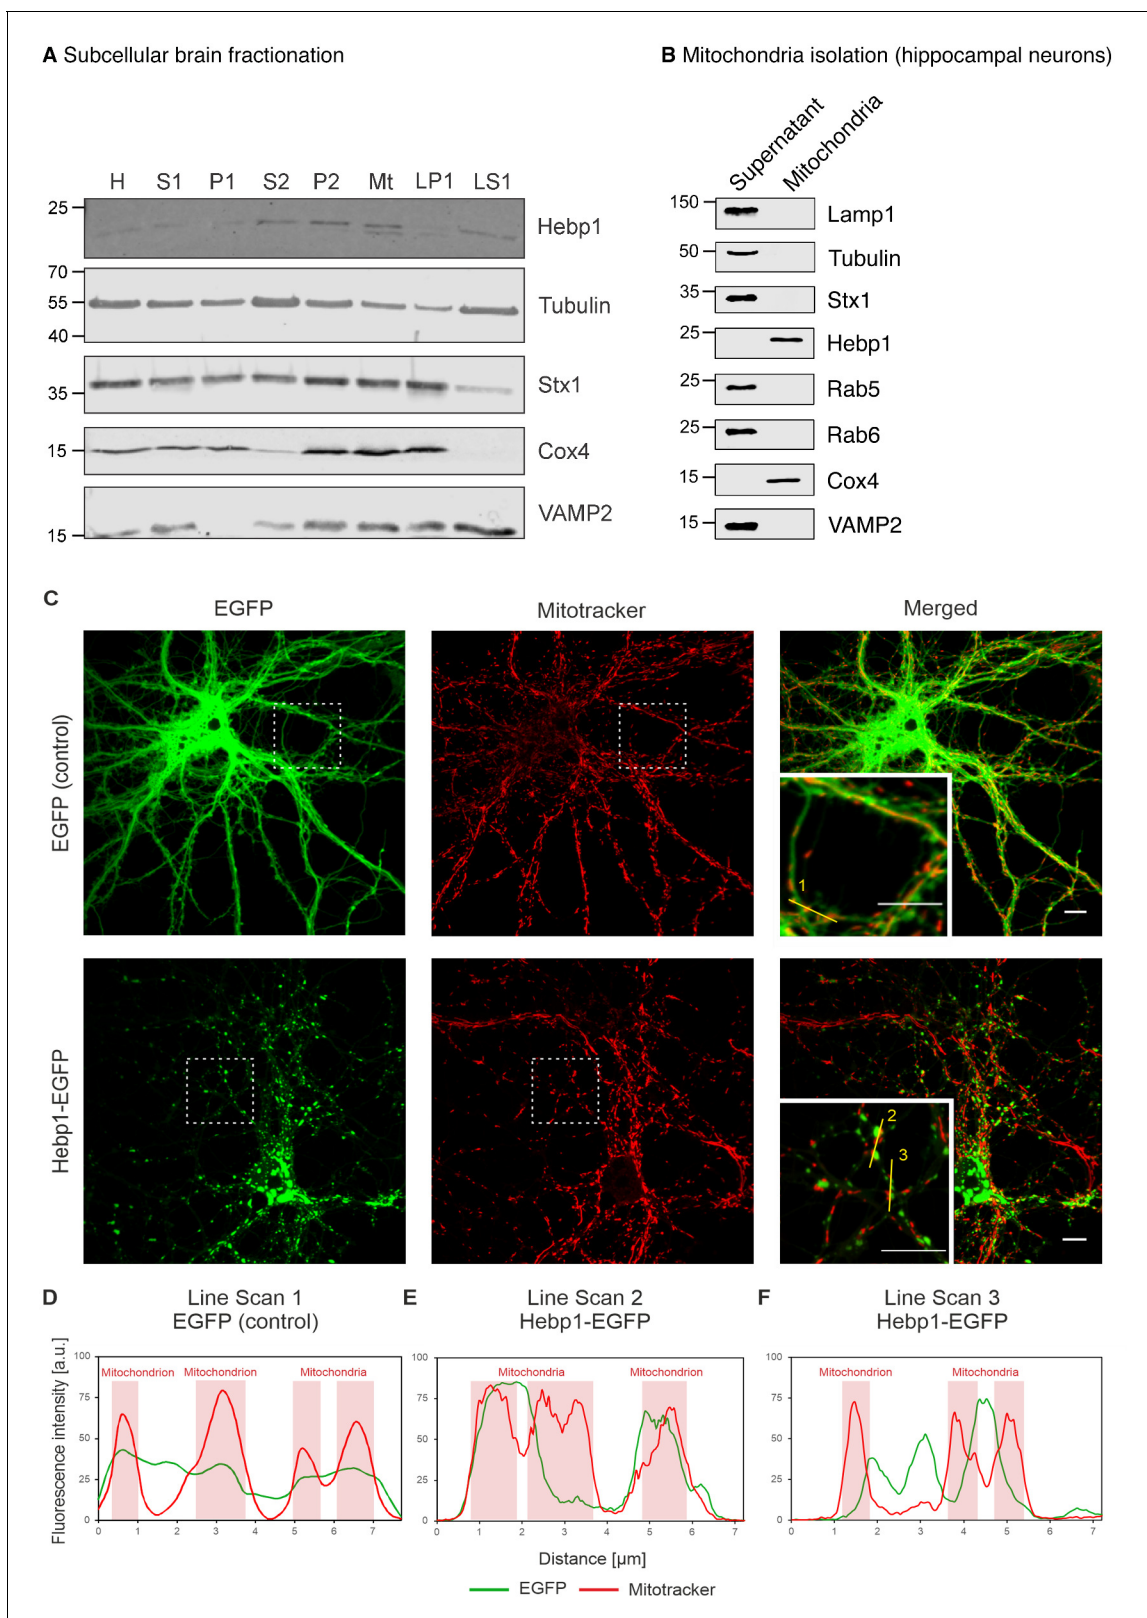 A Subcellular brain fractionation
H S1 P1 S2 P2 Mt LP1 LS1
25
Hebp1
70
55
40
Tubulin
35
Stx1
15
Cox4
15
VAMP2
B Mitochondria isolation (hippocampal neurons)
Supernatant
Mitochondria
150
Lamp1
50
Tubulin
35
Stx1
25
Hebp1
25
Rab5
25
Rab6
15
Cox4
15
VAMP2
C
EGFP
Mitotracker
Merged
EGFP (control)
1
Hebp1-EGFP
2
3
D
Line Scan 1
EGFP (control)
Fluorescence intensity [a.u.]
100
75
50
25
0
Mitochondrion
Mitochondrion
Mitochondria
0 1 2 3 4 5 6 7
E
Line Scan 2
Hebp1-EGFP
100
75
50
25
0
Mitochondria
Mitochondrion
0 1 2 3 4 5 6 7
F
Line Scan 3
Hebp1-EGFP
100
75
50
25
0
Mitochondrion
Mitochondria
0 1 2 3 4 5 6 7
Distance [µm]
EGFP
Mitotracker